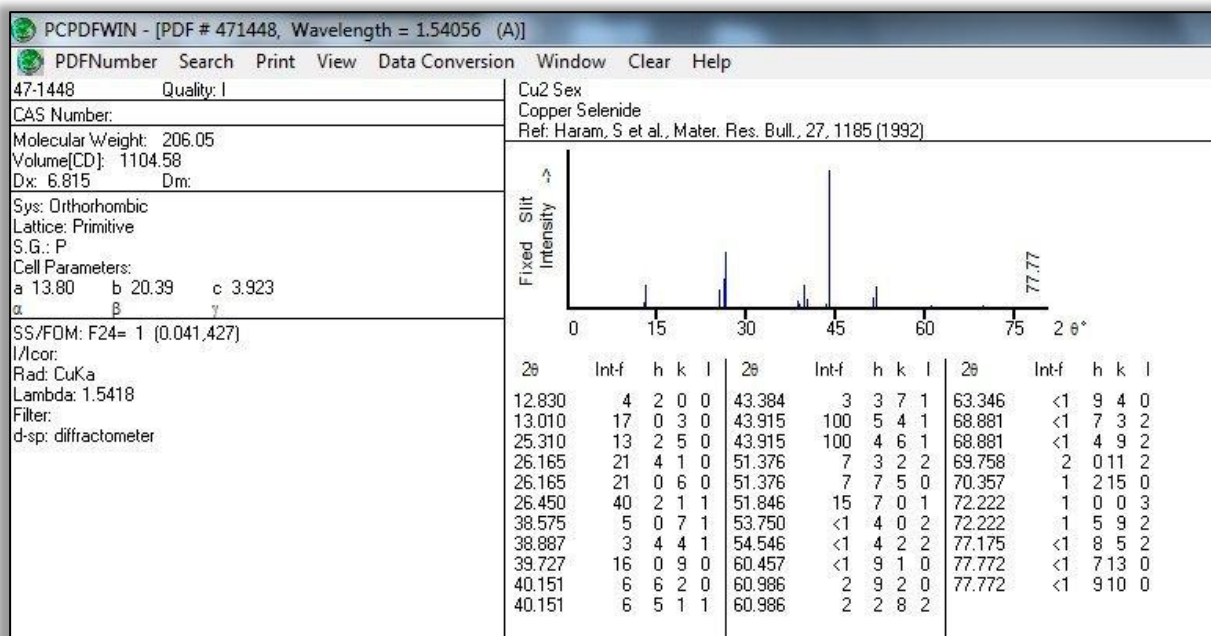 PCPDFWIN - [PDF # 471448, Wavelength = 1.54056 (A)]
PDFNumber Search Print View Data Conversion Window Clear Help
47-1448 Quality: I
CAS Number:
Molecular Weight: 206.05
Volume[CD]: 1104.58
Dx: 6.815 Dm:
Sys: Orthorhombic
Lattice: Primitive
S.G.: P
Cell Parameters:
a 13.80 b 20.39 c 3.923
α β γ
SS/FOM: F24= 1 (0.041,427)
I/Icor:
Rad: CuKa
Lambda: 1.5418
Filter:
d-sp: diffractometer
Cu2 Sex
Copper Selenide
Ref: Haram, S et al., Mater. Res. Bull., 27, 1185 (1992)
Fixed Slit
Intensity ->
77.77
0 15 30 45 60 75 2 θ°
2θ Int-f h k l 2θ Int-f h k l 2θ Int-f h k l
12.830 4 2 0 0 43.384 3 3 7 1 63.346 <1 9 4 0
13.010 17 0 3 0 43.915 100 5 4 1 68.881 <1 7 3 2
25.310 13 2 5 0 43.915 100 4 6 1 68.881 <1 4 9 2
26.165 21 4 1 0 51.376 7 3 2 2 69.758 2 0 11 2
26.165 21 0 6 0 51.376 7 7 5 0 70.357 1 2 15 0
26.450 40 2 1 1 51.846 15 7 0 1 72.222 1 0 0 3
38.575 5 0 7 1 53.750 <1 4 0 2 72.222 1 5 9 2
38.887 3 4 4 1 54.546 <1 4 2 2 77.175 <1 8 5 2
39.727 16 0 9 0 60.457 <1 9 1 0 77.772 <1 7 13 0
40.151 6 6 2 0 60.986 2 9 2 0 77.772 <1 9 10 0
40.151 6 5 1 1 60.986 2 2 8 2